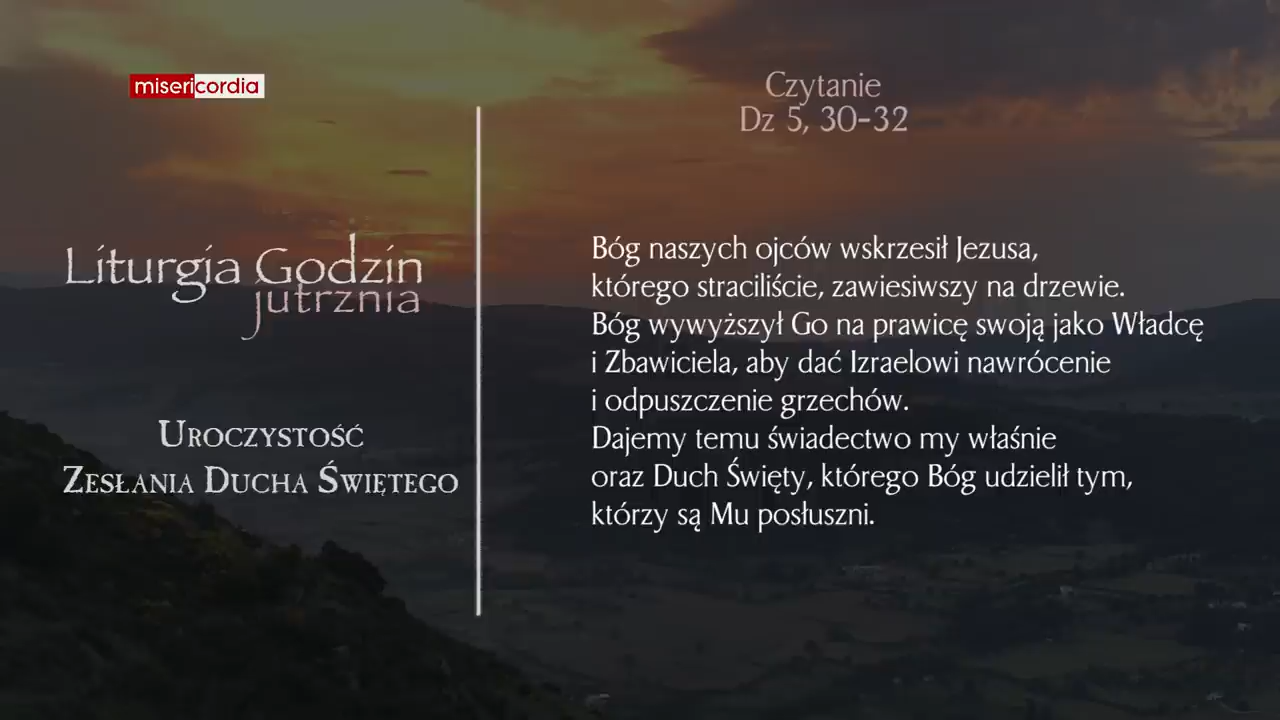 misericordia
Liturgia Godzin
jutrznia
Uroczystość
Zesłania Ducha Świętego
Czytanie
Dz 5, 30-32
Bóg naszych ojców wskrzesił Jezusa,
którego straciliście, zawiesiwszy na drzewie.
Bóg wywyższył Go na prawicę swoją jako Władcę
i Zbawiciela, aby dać Izraelowi nawrócenie
i odpuszczenie grzechów.
Dajemy temu świadectwo my właśnie
oraz Duch Święty, którego Bóg udzielił tym,
którzy są Mu posłuszni.